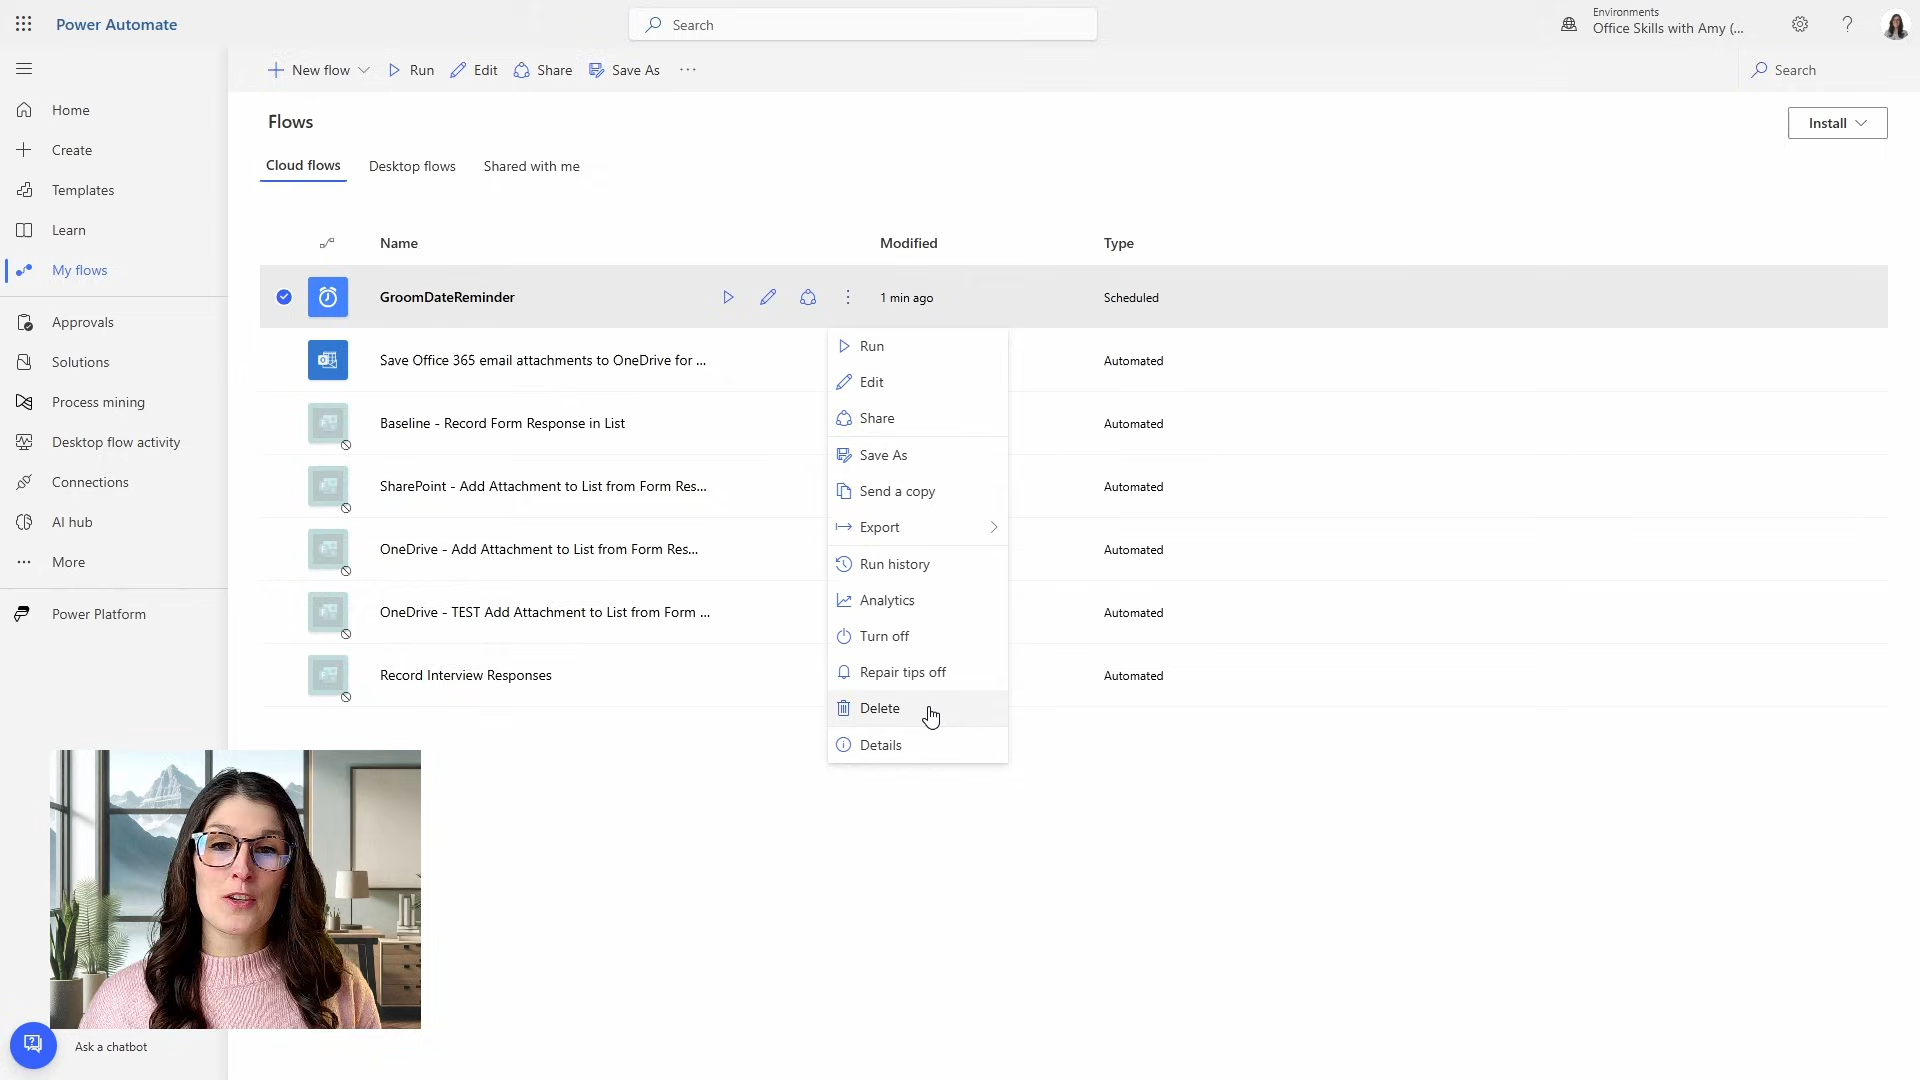 Power Automate
Search
Environments
Office Skills with Amy (...
New flow
Run
Edit
Share
Save As
Search
Home
Create
Templates
Learn
My flows
Approvals
Solutions
Process mining
Desktop flow activity
Connections
AI hub
More
Power Platform
Flows
Install
Cloud flows
Desktop flows
Shared with me
Name
Modified
Type
GroomDateReminder
1 min ago
Scheduled
Save Office 365 email attachments to OneDrive for ...
Automated
Baseline - Record Form Response in List
Automated
SharePoint - Add Attachment to List from Form Res...
Automated
OneDrive - Add Attachment to List from Form Res...
Automated
OneDrive - TEST Add Attachment to List from Form ...
Automated
Record Interview Responses
Automated
Run
Edit
Share
Save As
Send a copy
Export
Run history
Analytics
Turn off
Repair tips off
Delete
Details
Ask a chatbot